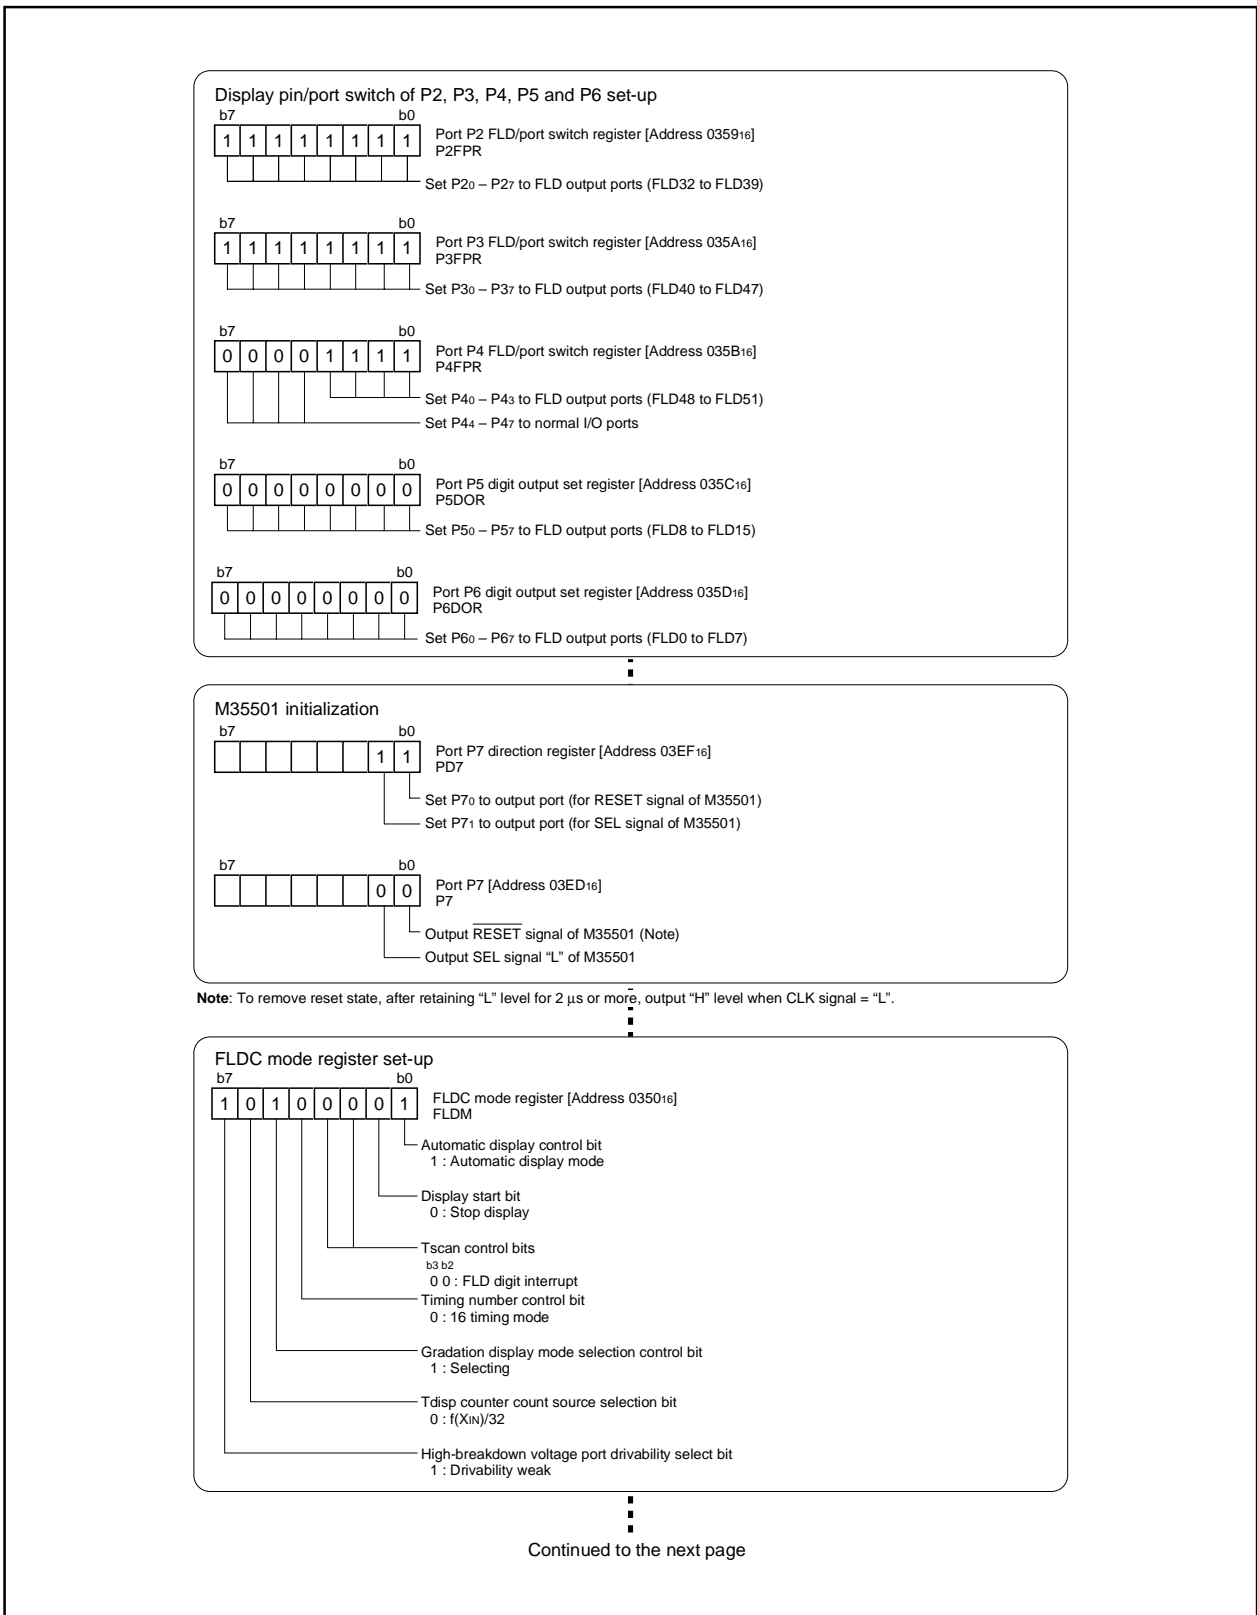 Display pin/port switch of P2, P3, P4, P5 and P6 set-up
b7 b0
1 1 1 1 1 1 1 1 Port P2 FLD/port switch register [Address 035916]
P2FPR
Set P20 – P27 to FLD output ports (FLD32 to FLD39)
b7 b0
1 1 1 1 1 1 1 1 Port P3 FLD/port switch register [Address 035A16]
P3FPR
Set P30 – P37 to FLD output ports (FLD40 to FLD47)
b7 b0
0 0 0 0 1 1 1 1 Port P4 FLD/port switch register [Address 035B16]
P4FPR
Set P40 – P43 to FLD output ports (FLD48 to FLD51)
Set P44 – P47 to normal I/O ports
b7 b0
0 0 0 0 0 0 0 0 Port P5 digit output set register [Address 035C16]
P5DOR
Set P50 – P57 to FLD output ports (FLD8 to FLD15)
b7 b0
0 0 0 0 0 0 0 0 Port P6 digit output set register [Address 035D16]
P6DOR
Set P60 – P67 to FLD output ports (FLD0 to FLD7)
M35501 initialization
b7 b0
1 1 Port P7 direction register [Address 03EF16]
PD7
Set P70 to output port (for RESET signal of M35501)
Set P71 to output port (for SEL signal of M35501)
b7 b0
0 0 Port P7 [Address 03ED16]
P7
Output RESET signal of M35501 (Note)
Output SEL signal “L” of M35501
Note: To remove reset state, after retaining “L” level for 2 µs or more, output “H” level when CLK signal = “L”.
FLDC mode register set-up
b7 b0
1 0 1 0 0 0 0 1 FLDC mode register [Address 035016]
FLDM
Automatic display control bit
1 : Automatic display mode
Display start bit
0 : Stop display
Tscan control bits
b3 b2
0 0 : FLD digit interrupt
Timing number control bit
0 : 16 timing mode
Gradation display mode selection control bit
1 : Selecting
Tdisp counter count source selection bit
0 : f(XIN)/32
High-breakdown voltage port drivability select bit
1 : Drivability weak
Continued to the next page